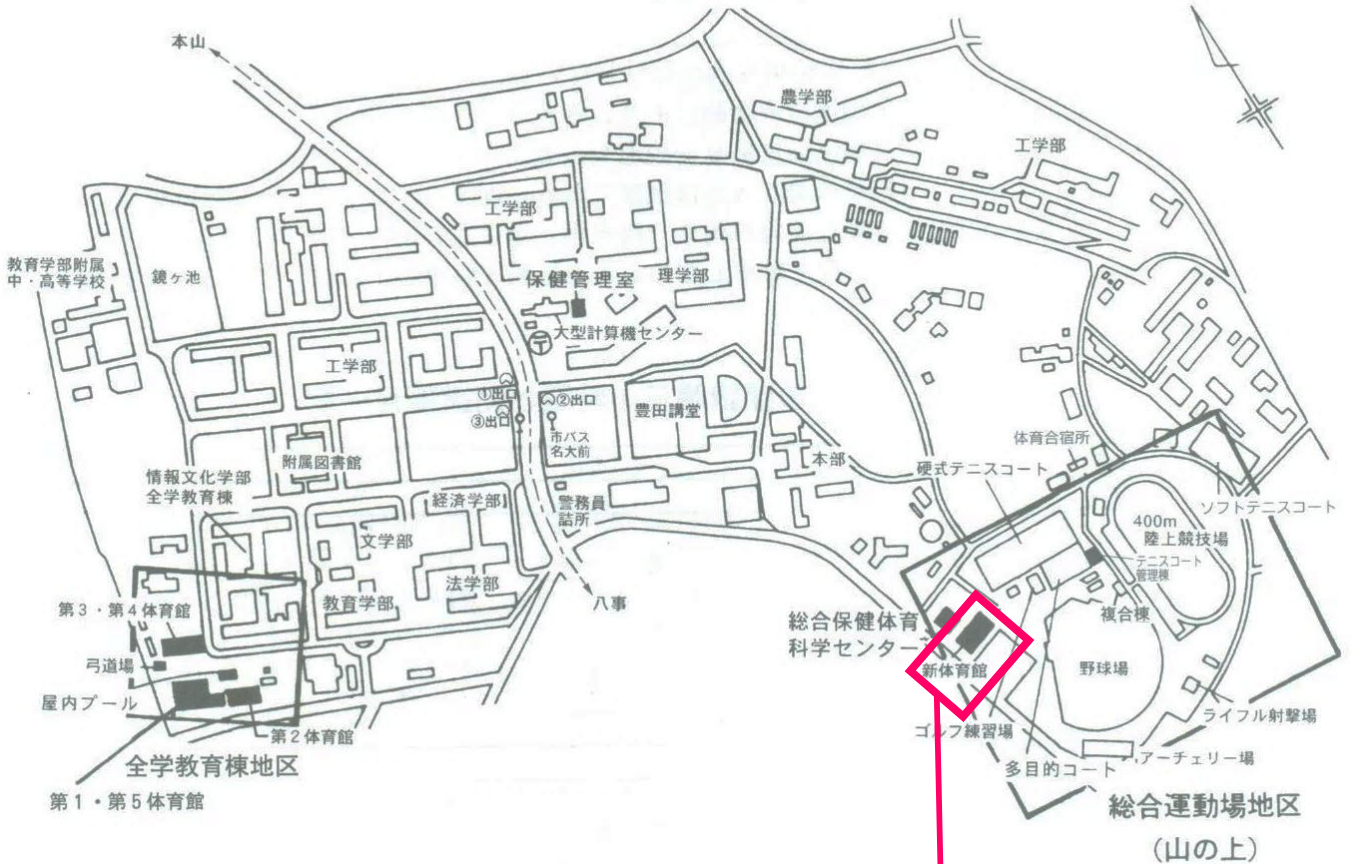 本山
農学部
工学部
工学部
教育学部附属
中・高等学校
鏡ヶ池
保健管理室
理学部
大型計算機センター
工学部
①出口
②出口
③出口
市バス
名大前
豊田講堂
附属図書館
情報文化学部
全学教育棟
経済学部
警務員
詰所
本部
体育合宿所
硬式テニスコート
ソフトテニスコート
400m
陸上競技場
テニスコート
管理棟
文学部
法学部
教育学部
八事
第3・第4体育館
弓道場
屋内プール
第2体育館
全学教育棟地区
第1・第5体育館
総合保健体育
科学センター
新体育館
複合棟
野球場
ゴルフ練習場
ライフル射撃場
多目的コート
アーチェリー場
総合運動場地区
(山の上)